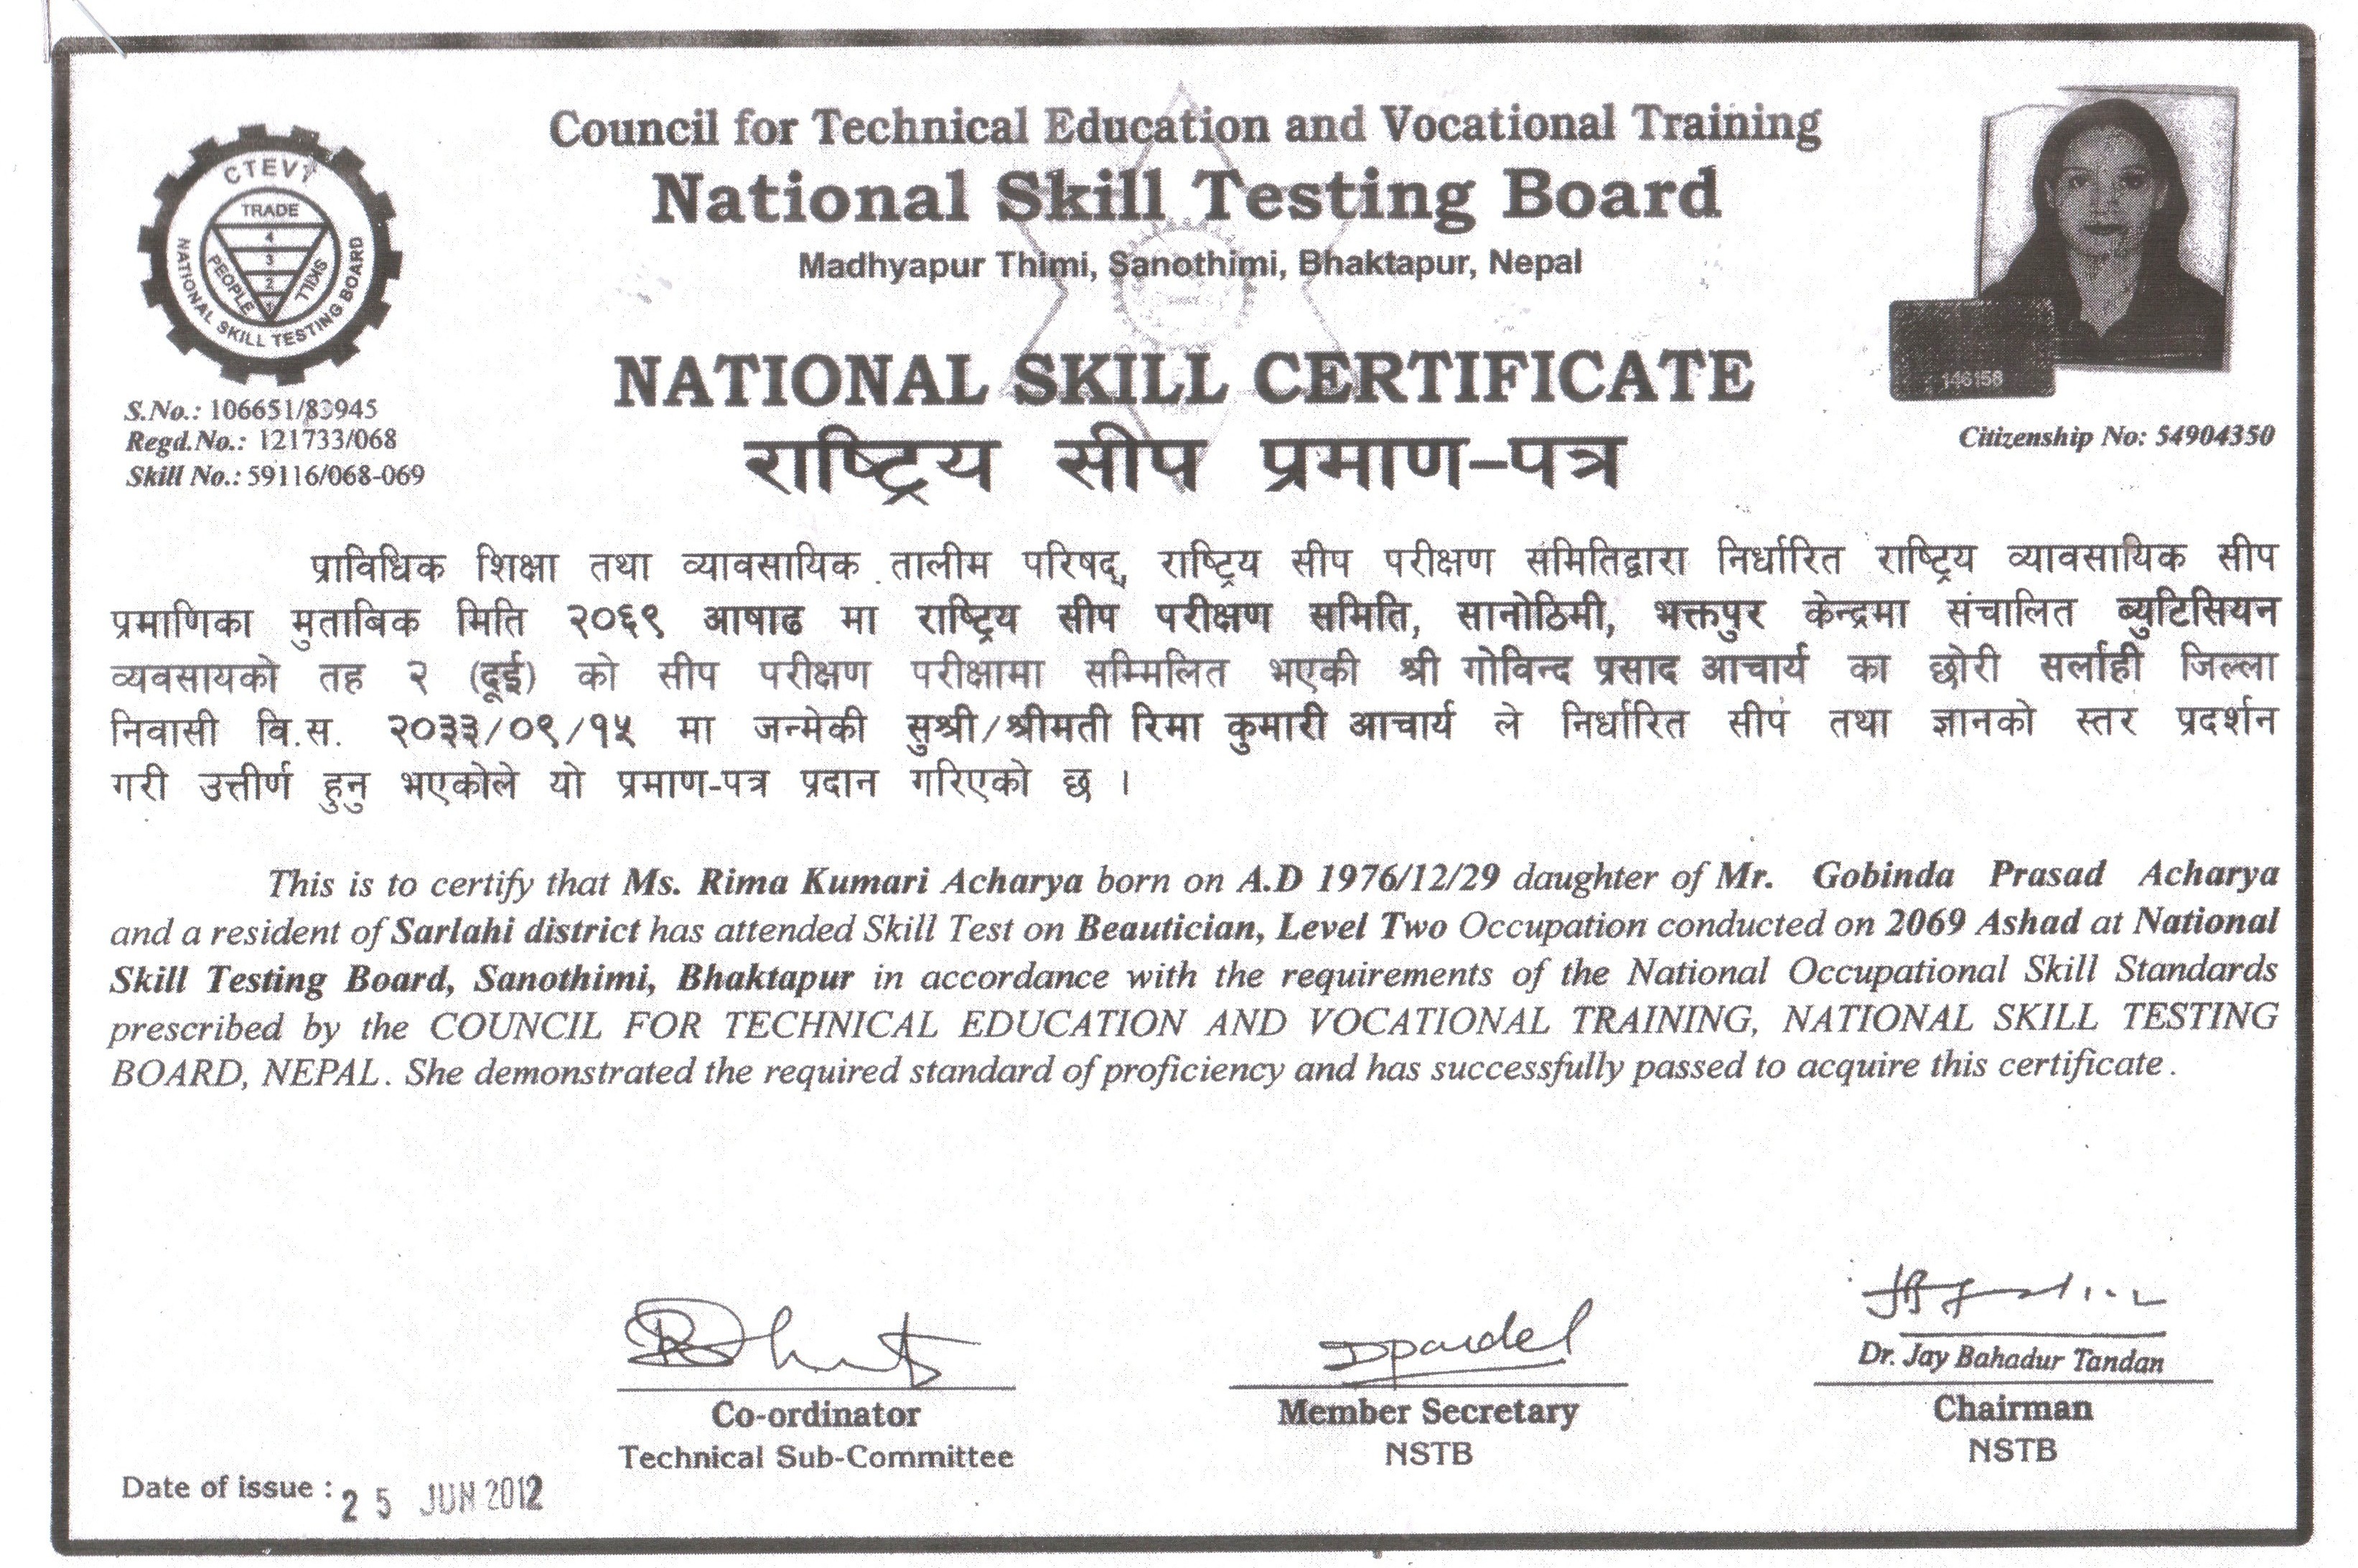 Council for Technical Education and Vocational Training
National Skill Testing Board
Madhyapur Thimi, Sanothimi, Bhaktapur, Nepal
CTEVT
TRADE
4
3
2
1
PEOPLE
SKILL
NATIONAL SKILL TESTING BOARD
146158
NATIONAL SKILL CERTIFICATE
राष्ट्रिय सीप प्रमाण-पत्र
S.No.: 106651/83945
Regd.No.: 121733/068
Skill No.: 59116/068-069
Citizenship No: 54904350
प्राविधिक शिक्षा तथा व्यावसायिक तालीम परिषद्, राष्ट्रिय सीप परीक्षण समितिद्वारा निर्धारित राष्ट्रिय व्यावसायिक सीप
प्रमाणिका मुताबिक मिति २०६९ आषाढ मा राष्ट्रिय सीप परीक्षण समिति, सानोठिमी, भक्तपुर केन्द्रमा संचालित ब्युटिसियन
व्यवसायको तह २ (दूई) को सीप परीक्षण परीक्षामा सम्मिलित भएकी श्री गोविन्द प्रसाद आचार्य का छोरी सर्लाही जिल्ला
निवासी वि.स. २०३३/०९/१५ मा जन्मेकी सुश्री/श्रीमती रिमा कुमारी आचार्य ले निर्धारित सीप तथा ज्ञानको स्तर प्रदर्शन
गरी उत्तीर्ण हुनु भएकोले यो प्रमाण-पत्र प्रदान गरिएको छ ।
This is to certify that Ms. Rima Kumari Acharya born on A.D 1976/12/29 daughter of Mr. Gobinda Prasad Acharya
and a resident of Sarlahi district has attended Skill Test on Beautician, Level Two Occupation conducted on 2069 Ashad at National
Skill Testing Board, Sanothimi, Bhaktapur in accordance with the requirements of the National Occupational Skill Standards
prescribed by the COUNCIL FOR TECHNICAL EDUCATION AND VOCATIONAL TRAINING, NATIONAL SKILL TESTING
BOARD, NEPAL. She demonstrated the required standard of proficiency and has successfully passed to acquire this certificate.
Dpaudel
Dr. Jay Bahadur Tandan
Co-ordinator
Technical Sub-Committee
Member Secretary
NSTB
Chairman
NSTB
Date of issue : 25 JUN 2012